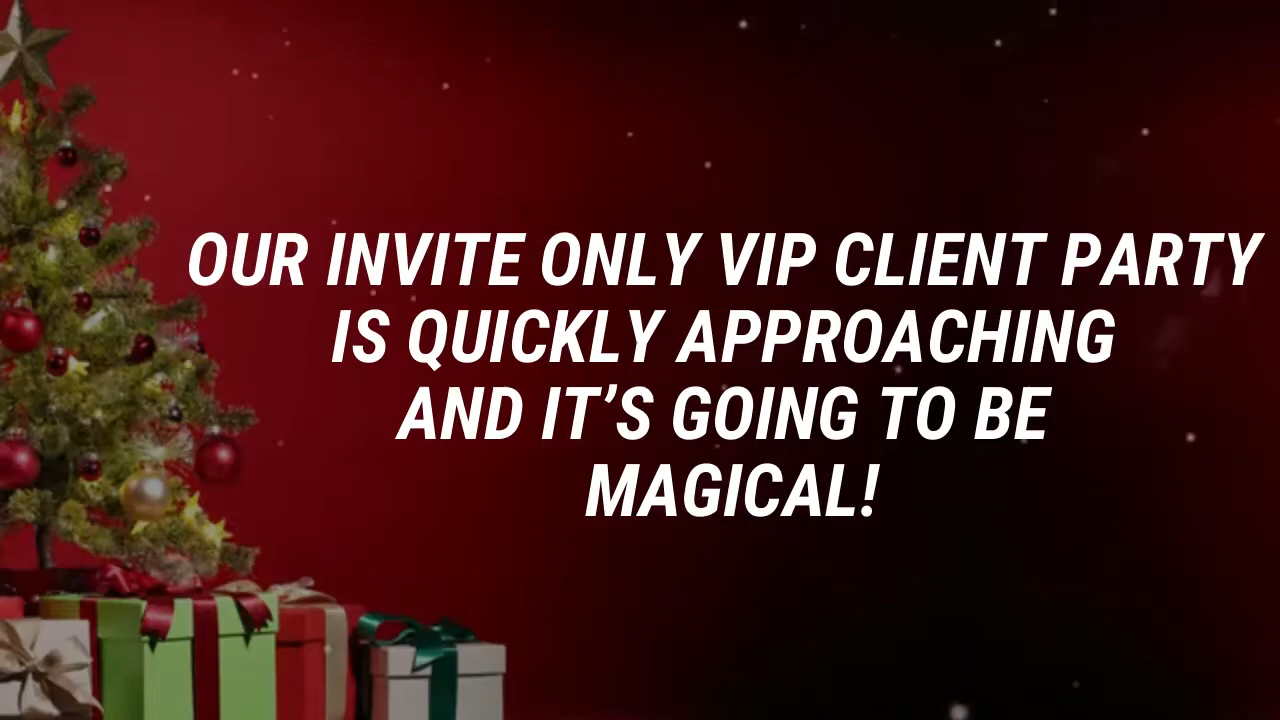 OUR INVITE ONLY VIP CLIENT PARTY
IS QUICKLY APPROACHING
AND IT’S GOING TO BE
MAGICAL!